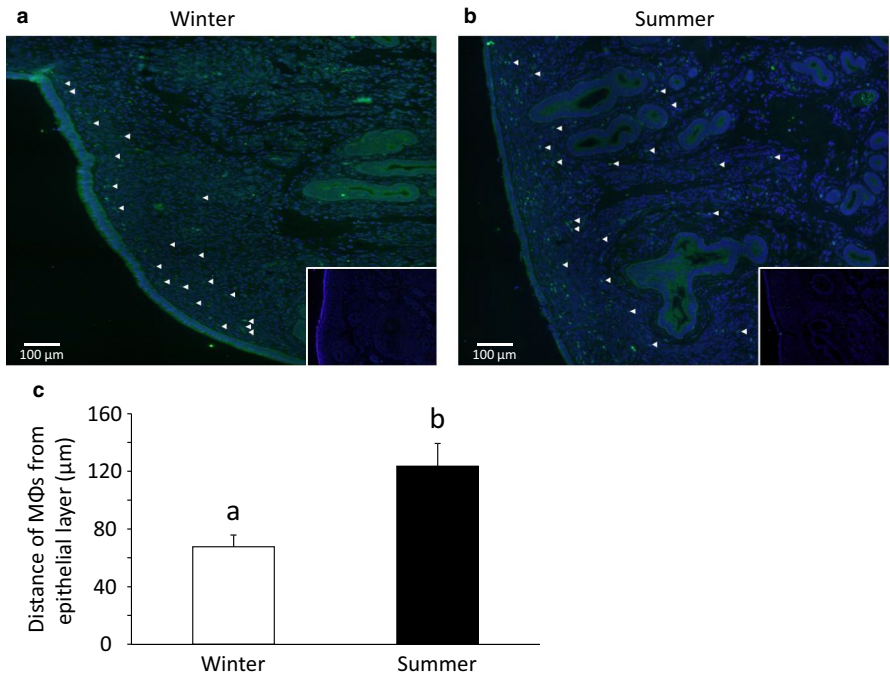 a
Winter
b
Summer
100 µm
100 µm
c
Distance of MΦs from
epithelial layer (µm)
160
120
80
40
0
a
b
Winter
Summer